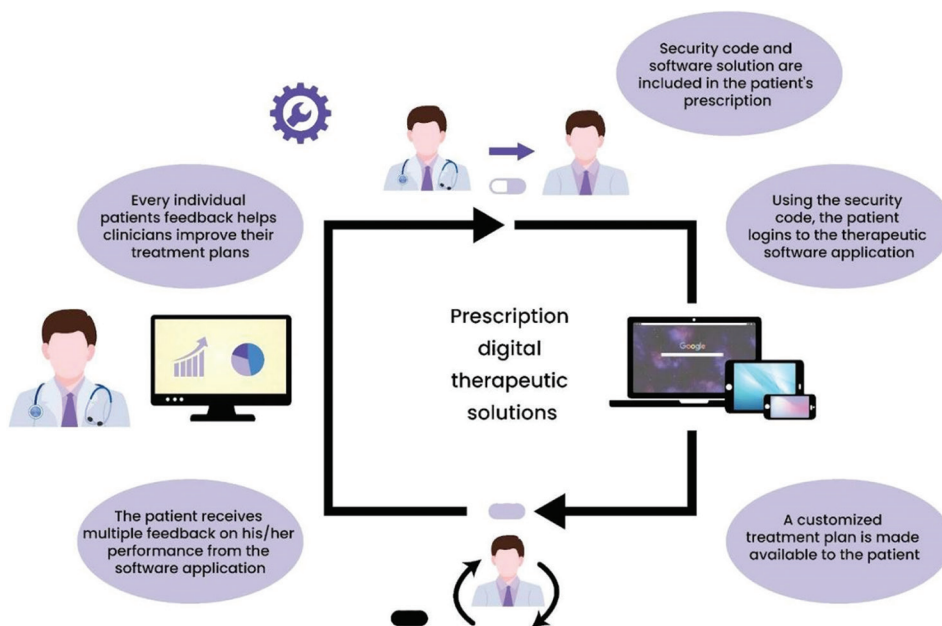 Security code and
software solution are
included in the patient's
prescription
Every individual
patients feedback helps
clinicians improve their
treatment plans
Using the security
code, the patient
logins to the therapeutic
software application
Prescription
digital
therapeutic
solutions
Google
The patient receives
multiple feedback on his/her
performance from the
software application
A customized
treatment plan is made
available to the patient